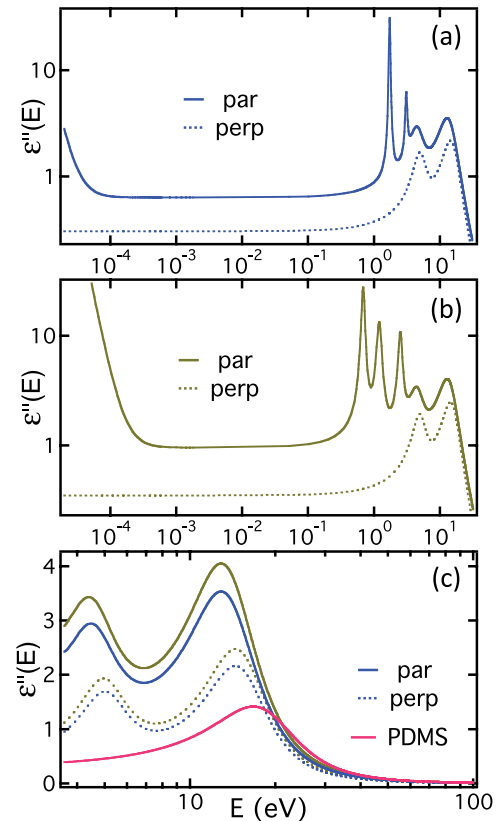 (a)
10
1
ε"(E)
par
perp
10⁻⁴ 10⁻³ 10⁻² 10⁻¹ 10⁰ 10¹
(b)
10
1
ε"(E)
par
perp
10⁻⁴ 10⁻³ 10⁻² 10⁻¹ 10⁰ 10¹
(c)
4
3
2
1
0
ε"(E)
par
perp
PDMS
10 100
E (eV)